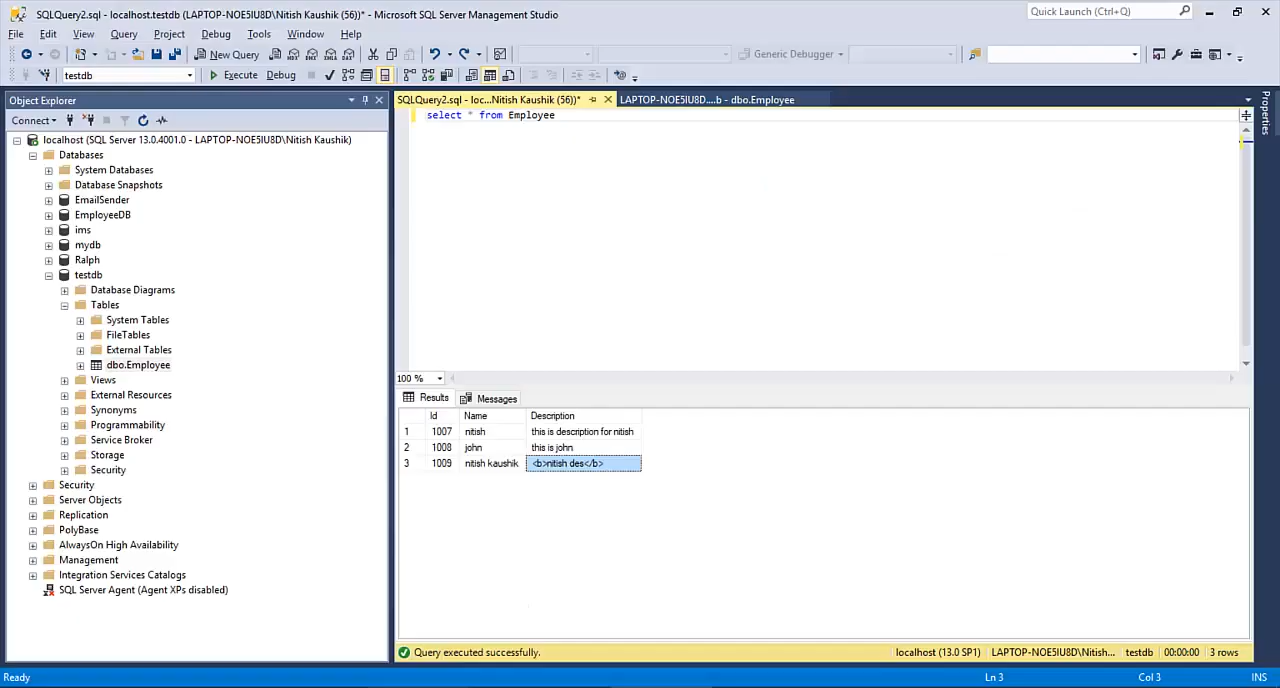 SQLQuery2.sql - localhost.testdb (LAPTOP-NOE5IU8D\Nitish Kaushik (56))* - Microsoft SQL Server Management Studio
Quick Launch (Ctrl+Q)
File Edit View Query Project Debug Tools Window Help
New Query
Generic Debugger
testdb
Execute Debug
Object Explorer
SQLQuery2.sql - loc...Nitish Kaushik (56))*
LAPTOP-NOE5IU8D....b - dbo.Employee
Properties
Connect
select * from Employee
localhost (SQL Server 13.0.4001.0 - LAPTOP-NOE5IU8D\Nitish Kaushik)
Databases
System Databases
Database Snapshots
EmailSender
EmployeeDB
ims
mydb
Ralph
testdb
Database Diagrams
Tables
System Tables
FileTables
External Tables
dbo.Employee
Views
External Resources
Synonyms
Programmability
Service Broker
Storage
Security
Security
Server Objects
Replication
PolyBase
AlwaysOn High Availability
Management
Integration Services Catalogs
SQL Server Agent (Agent XPs disabled)
100 %
Results Messages
Id Name Description
1 1007 nitish this is description for nitish
2 1008 john this is john
3 1009 nitish kaushik <b>nitish des</b>
Query executed successfully.
localhost (13.0 SP1) LAPTOP-NOE5IU8D\Nitish... testdb 00:00:00 3 rows
Ready
Ln 3 Col 3 INS